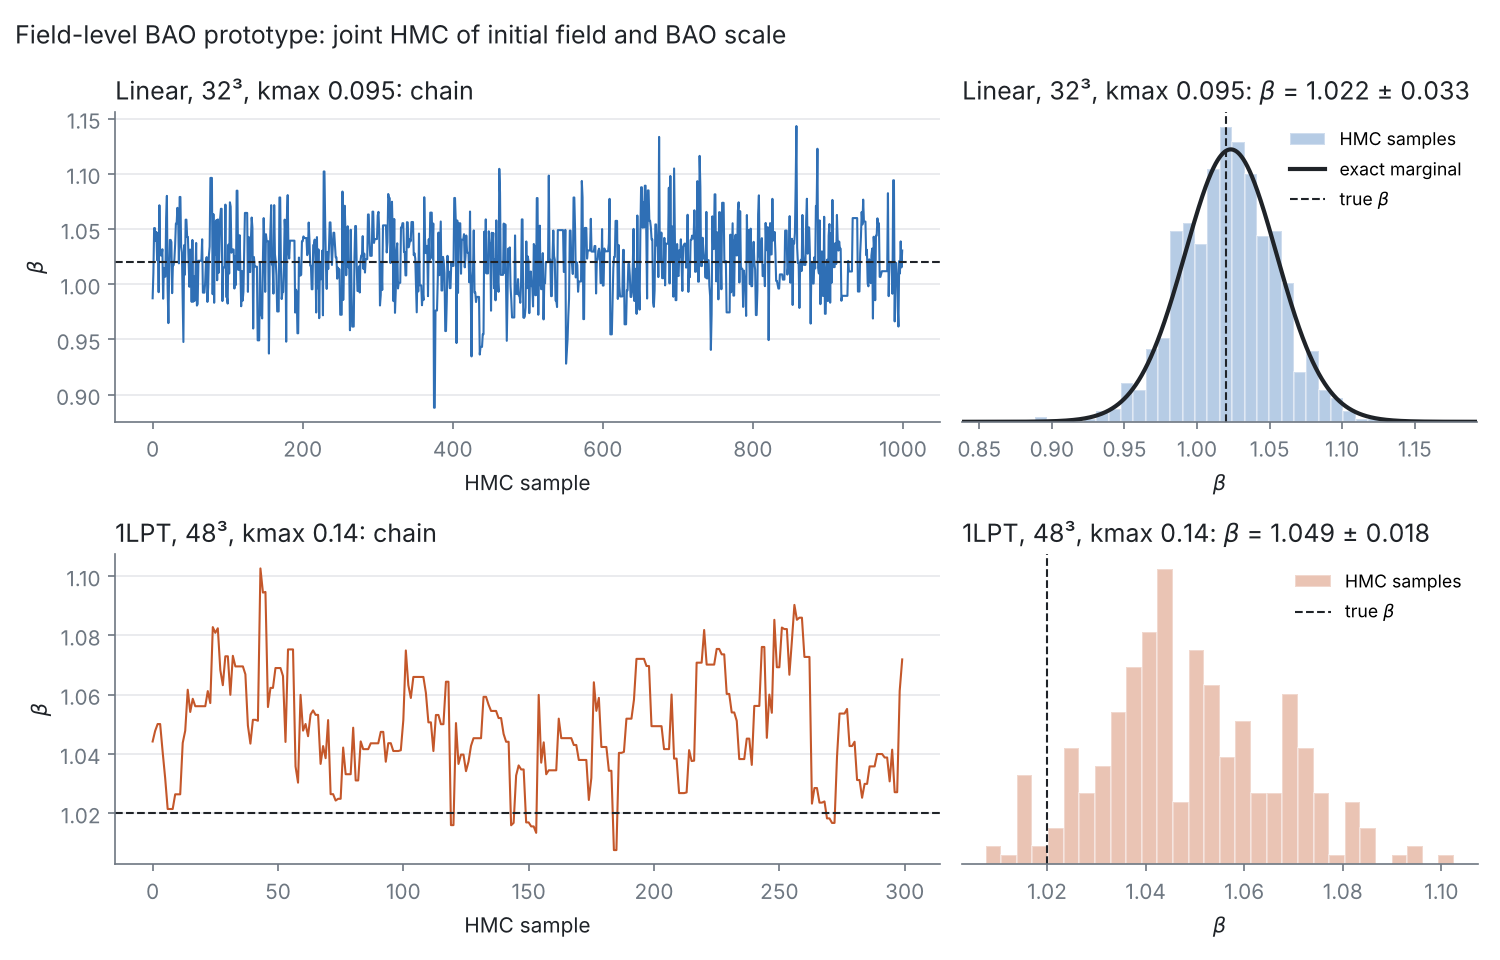 Field-level BAO prototype: joint HMC of initial field and BAO scale
Linear, 32³, kmax 0.095: chain
1.15
1.10
1.05
1.00
0.95
0.90
β
0 200 400 600 800 1000
HMC sample
Linear, 32³, kmax 0.095: β = 1.022 ± 0.033
HMC samples
exact marginal
true β
0.85 0.90 0.95 1.00 1.05 1.10 1.15
β
1LPT, 48³, kmax 0.14: chain
1.10
1.08
1.06
1.04
1.02
β
0 50 100 150 200 250 300
HMC sample
1LPT, 48³, kmax 0.14: β = 1.049 ± 0.018
HMC samples
true β
1.02 1.04 1.06 1.08 1.10
β